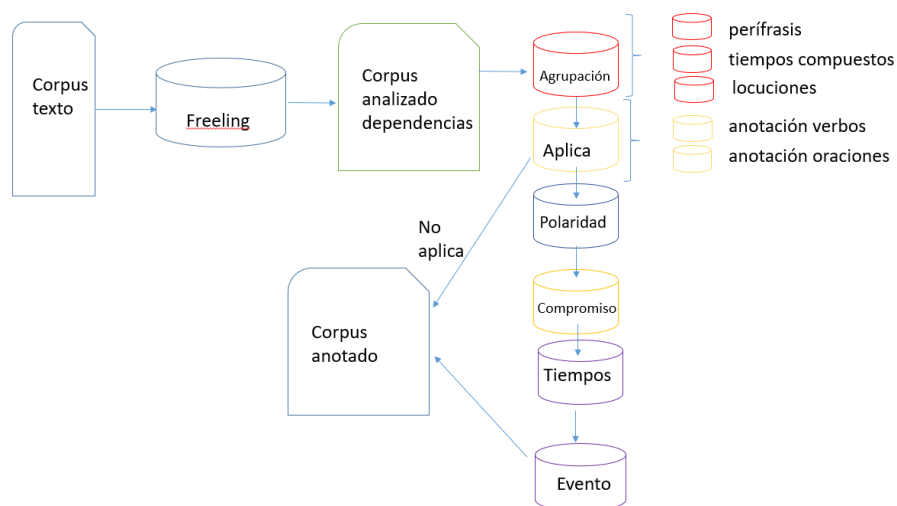 Corpus
texto
Freeling
Corpus
analizado
dependencias
Agrupación
perífrasis
tiempos compuestos
locuciones
Aplica
anotación verbos
anotación oraciones
No
aplica
Polaridad
Compromiso
Tiempos
Evento
Corpus
anotado